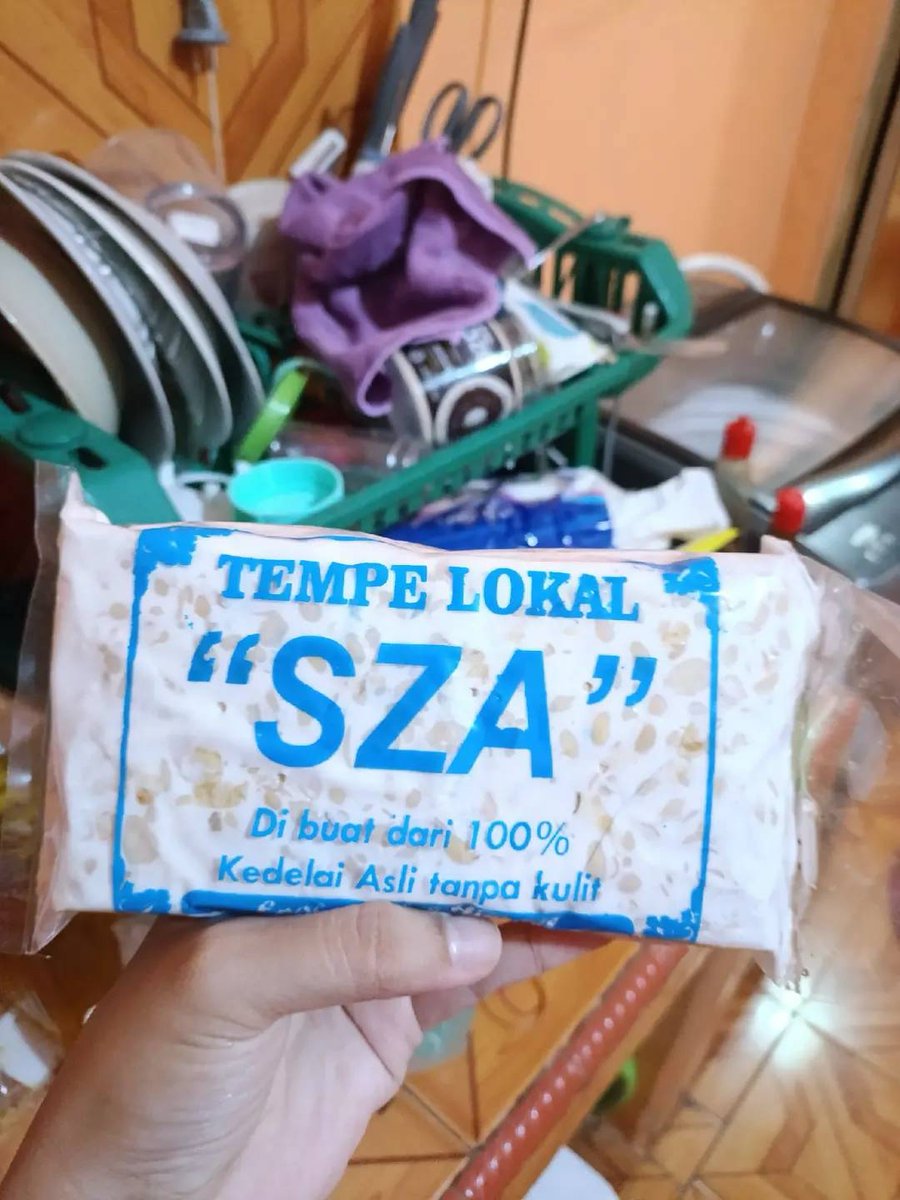 TEMPE LOKAL
“SZA”
Di buat dari 100%
Kedelai Asli tanpa kulit